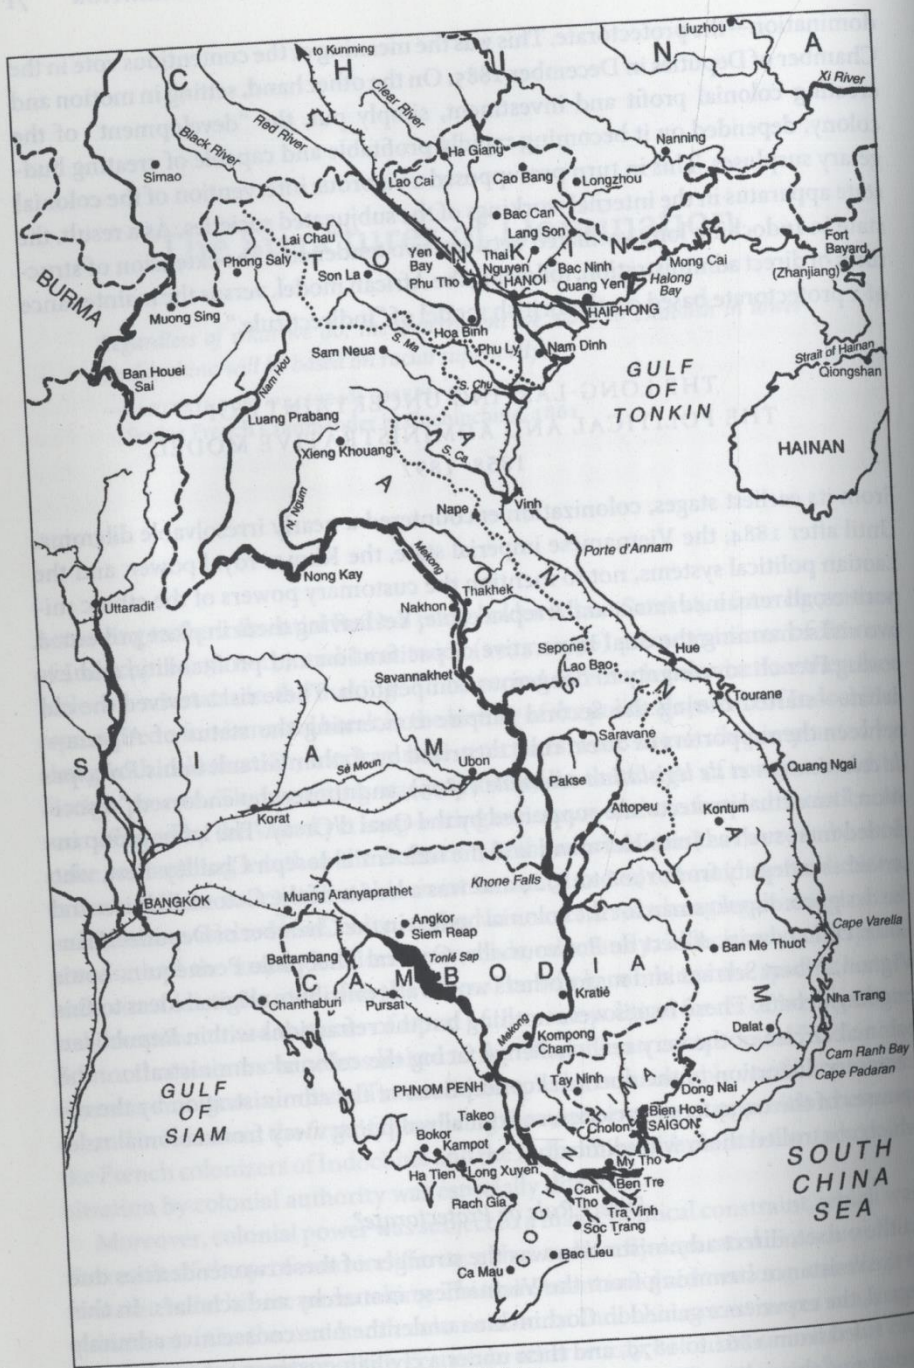 Liuzhou
to Kunming
C H I N A
Xi River
Clear River
Red River
Black River
Nanning
Ha Giang
Simao
Lao Cai
Cao Bang
Longzhou
Bac Can
Lang Son
Lai Chau
Fort
Bayard
(Zhanjiang)
Phong Saly
Yen
Bay
Thai
Nguyen
Bac Ninh
Mong Cai
T O N K I N
Son La
Phu Tho
HANOI
Quang Yen
Halong
Bay
BURMA
Muong Sing
HAIPHONG
Hoa Binh
Sam Neua
S. Ma
Phu Ly
Nam Dinh
Strait of Hainan
Qiongshan
Ban Houei
Sai
Nam Hou
S. Chu
GULF
OF
TONKIN
Luang Prabang
HAINAN
Xieng Khouang
S. Ca
L A O S
N. Ngum
Nape
Vinh
Porte d'Annam
Mekong
Nong Kay
Thakhek
Uttaradit
Nakhon
Sepone
Hue
Lao Bao
Savannakhet
Tourane
A N N A M
Saravane
S I A M
Se Moun
Ubon
Pakse
Quang Ngai
Attopeu
Korat
Kontum
Khone Falls
BANGKOK
Muang Aranyaprathet
Angkor
Siem Reap
Cape Varella
Battambang
Tonlé Sap
Ban Me Thuot
C A M B O D I A
Chanthaburi
Pursat
Kratie
Nha Trang
Mekong
Kompong
Cham
Dalat
Cam Ranh Bay
Cape Padaran
GULF
OF
SIAM
PHNOM PENH
Tay Ninh
Dong Nai
Bien Hoa
Takeo
Cholon
SAIGON
Bokor
Kampot
My Tho
Ha Tien
Long Xuyen
Ben Tre
SOUTH
CHINA
SEA
Rach Gia
Can
Tho
Tra Vinh
Soc Trang
COCHINCHINA
Bac Lieu
Ca Mau